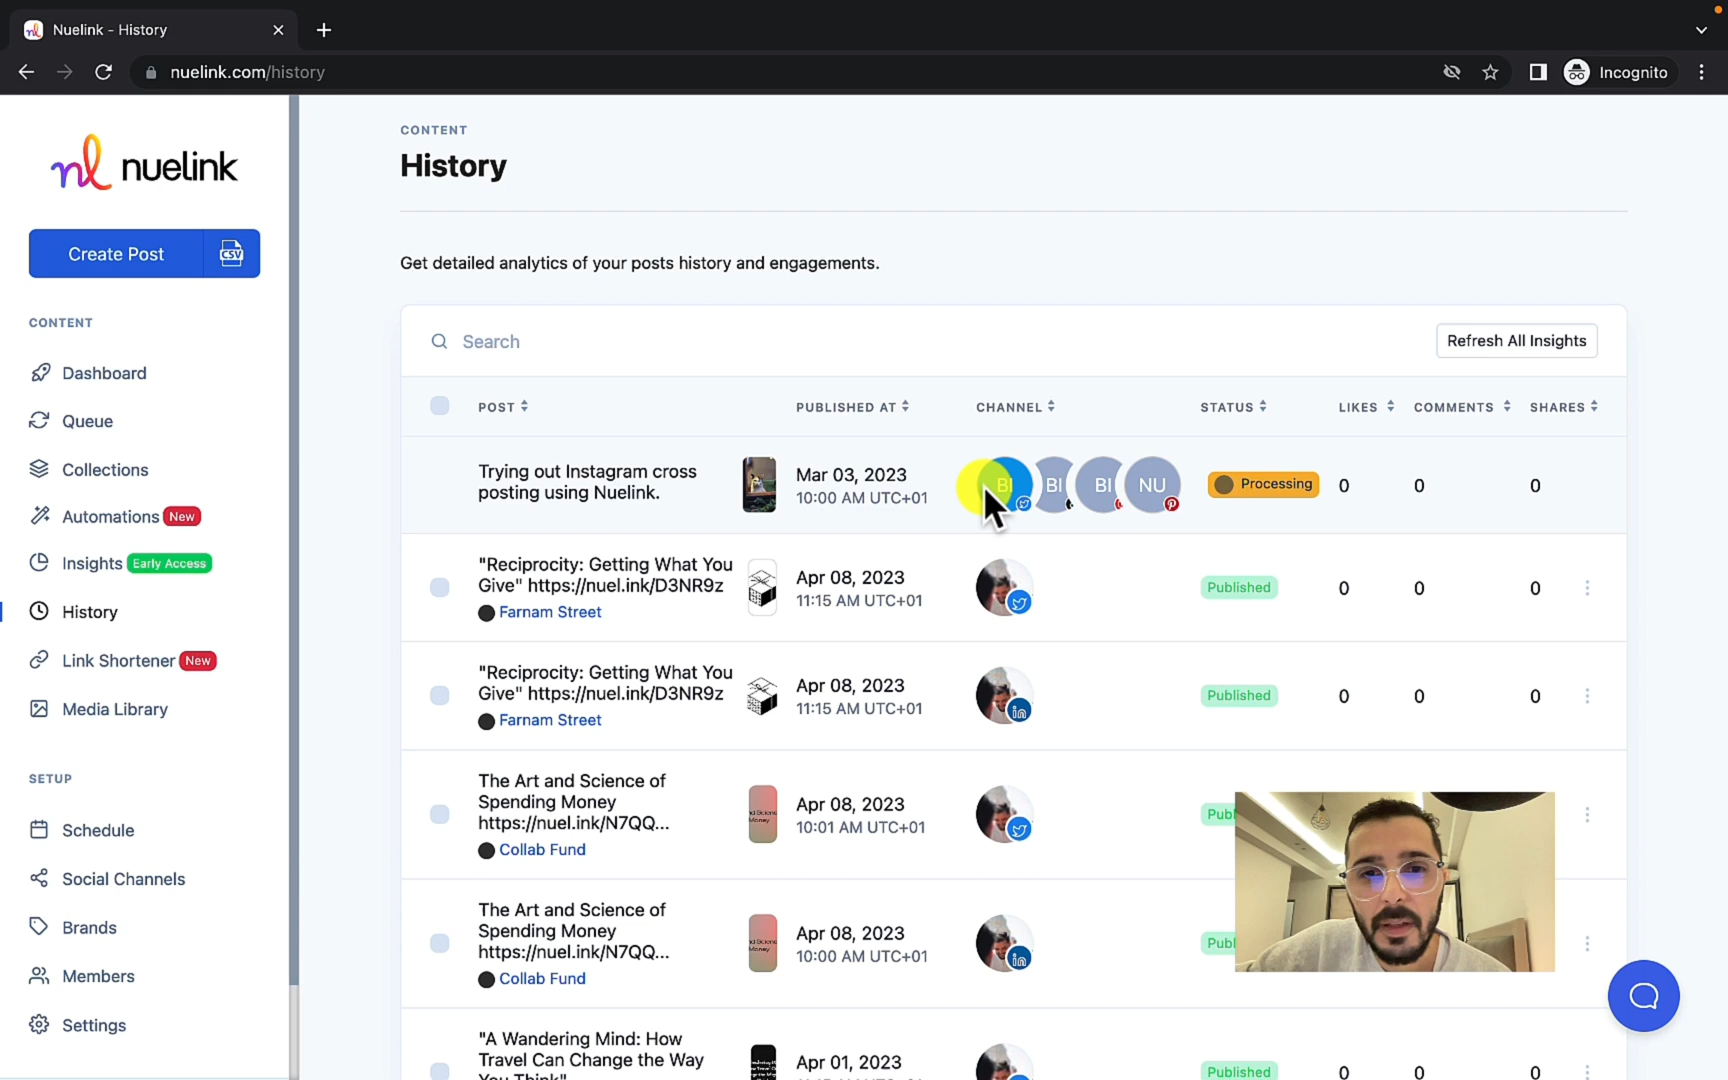 Nuelink - History
nuelink.com/history
Incognito
nl nuelink
Create Post
CSV
CONTENT
Dashboard
Queue
Collections
Automations New
Insights Early Access
History
Link Shortener New
Media Library
SETUP
Schedule
Social Channels
Brands
Members
Settings
CONTENT
History
Get detailed analytics of your posts history and engagements.
Search
Refresh All Insights
POST PUBLISHED AT CHANNEL STATUS LIKES COMMENTS SHARES
Trying out Instagram cross
posting using Nuelink.
Mar 03, 2023
10:00 AM UTC+01
BI BI BI NU
Processing
0 0 0
"Reciprocity: Getting What You
Give" https://nuel.ink/D3NR9z
Farnam Street
Apr 08, 2023
11:15 AM UTC+01
Published
0 0 0
"Reciprocity: Getting What You
Give" https://nuel.ink/D3NR9z
Farnam Street
Apr 08, 2023
11:15 AM UTC+01
in
Published
0 0 0
The Art and Science of
Spending Money
https://nuel.ink/N7QQ...
Collab Fund
Apr 08, 2023
10:01 AM UTC+01
Publ
The Art and Science of
Spending Money
https://nuel.ink/N7QQ...
Collab Fund
Apr 08, 2023
10:00 AM UTC+01
in
Publ
"A Wandering Mind: How
Travel Can Change the Way
You Think"
Apr 01, 2023
Published
0 0 0